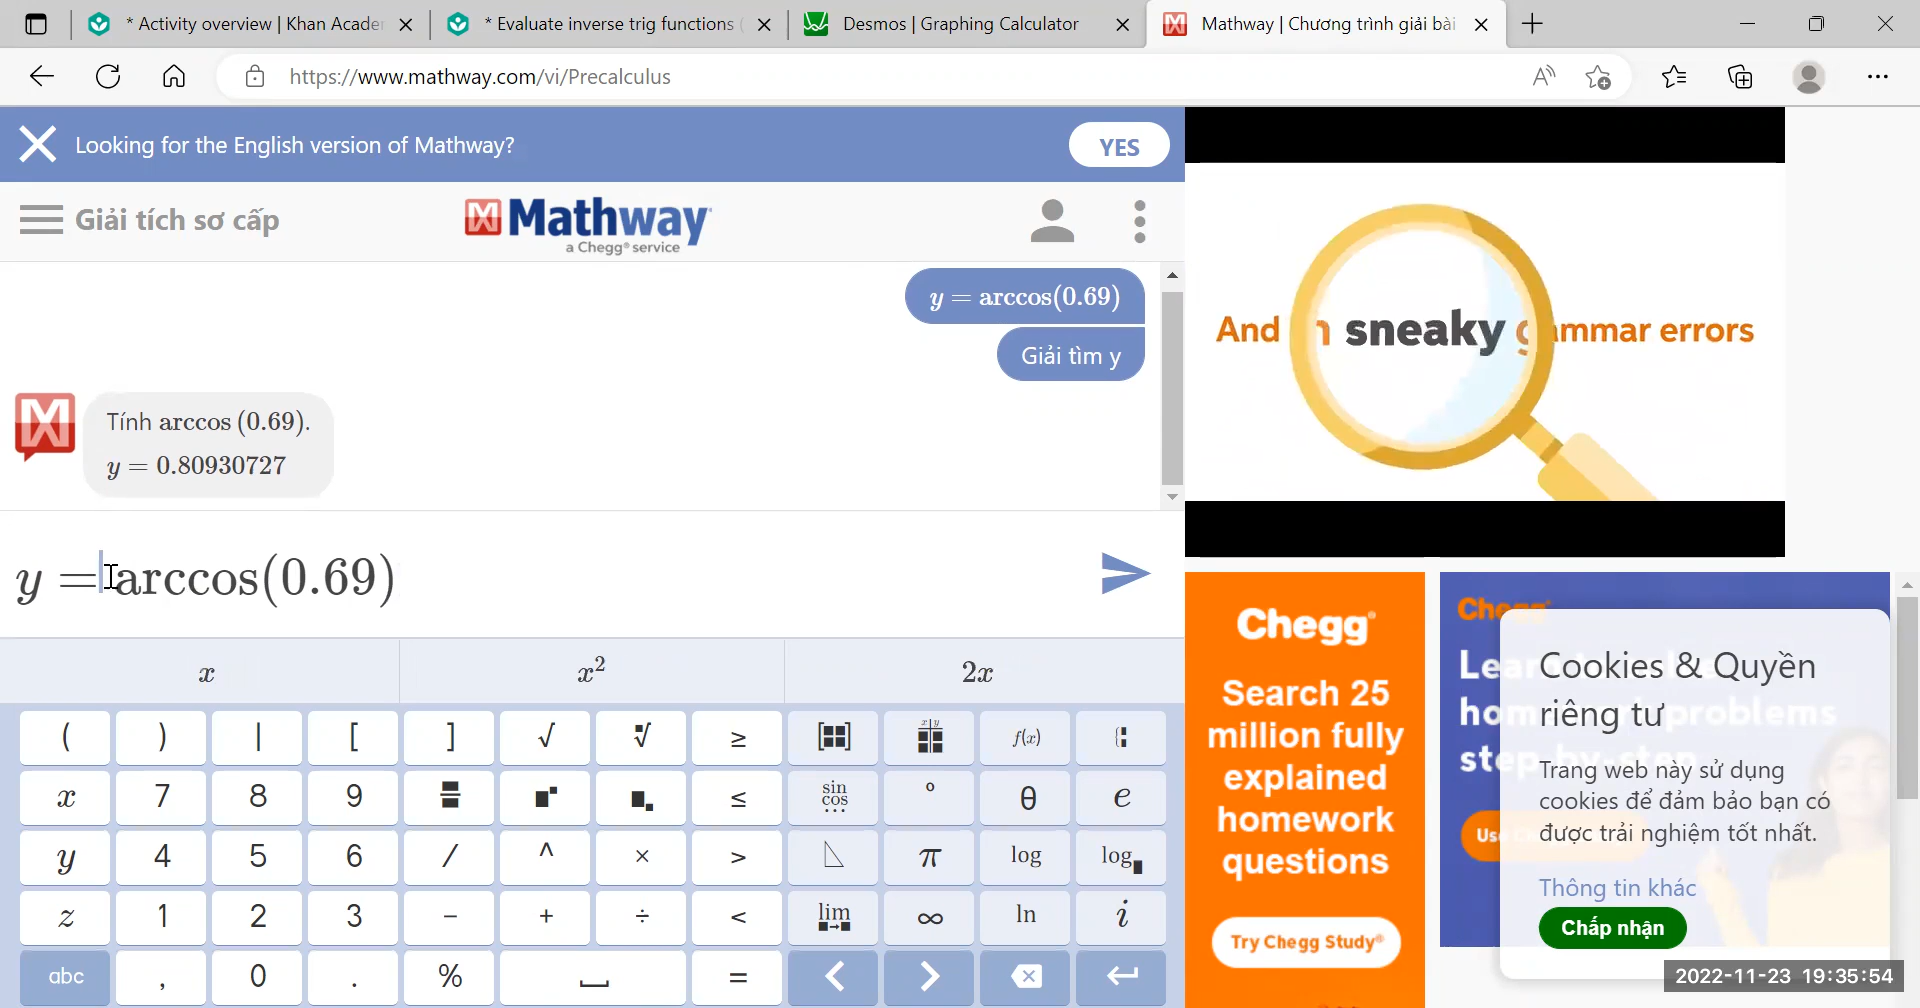 * Activity overview | Khan Acade
* Evaluate inverse trig functions (
Desmos | Graphing Calculator
Mathway | Chương trình giải bài
https://www.mathway.com/vi/Precalculus
Looking for the English version of Mathway?
YES
Giải tích sơ cấp
Mathway
a Chegg® service
y = arccos(0.69)
Giải tìm y
Tính arccos (0.69).
y = 0.80930727
y = arccos(0.69)
x
x²
2x
( ) | [ ] √ √ ≥ f(x)
x 7 8 9 ≤ sin cos ... ° θ e
y 4 5 6 / ^ × > π log log
z 1 2 3 − + ÷ < lim ∞ ln i
abc , 0 . % =
And
sneaky
mmar errors
Chegg®
Search 25
million fully
explained
homework
questions
Try Chegg Study®
Cookies & Quyền
riêng tư
Trang web này sử dụng
cookies để đảm bảo bạn có
được trải nghiệm tốt nhất.
Thông tin khác
Chấp nhận
2022-11-23 19:35:54